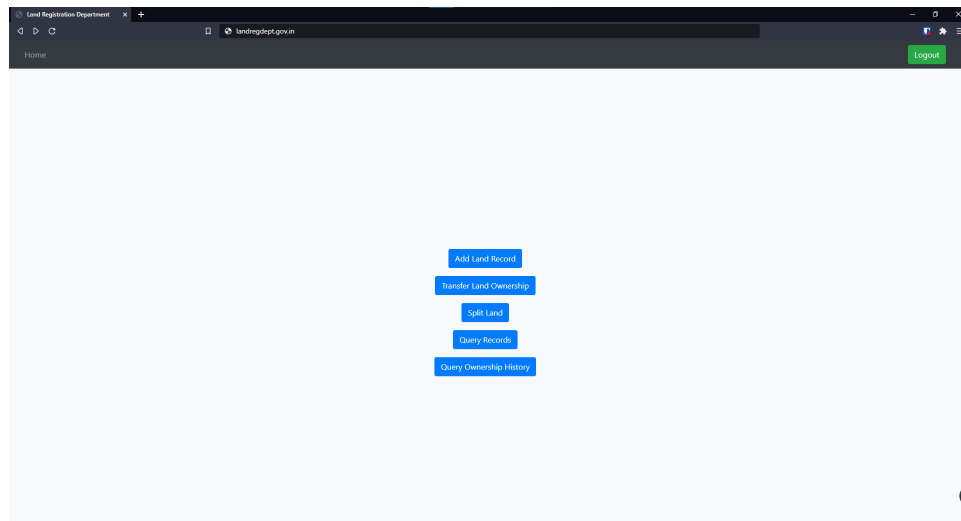 Land Registration Department
landregdept.gov.in
Home
Logout
Add Land Record
Transfer Land Ownership
Split Land
Query Records
Query Ownership History